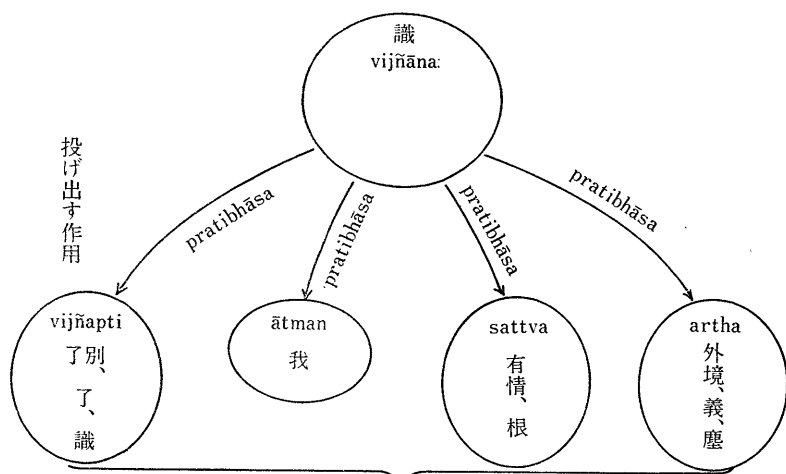 識
vijñāna:
投げ出す作用
pratibhāsa
pratibhāsa
pratibhāsa
pratibhāsa
vijñapti
了別、了、識
ātman
我
sattva
有情、根
artha
外境、義、塵